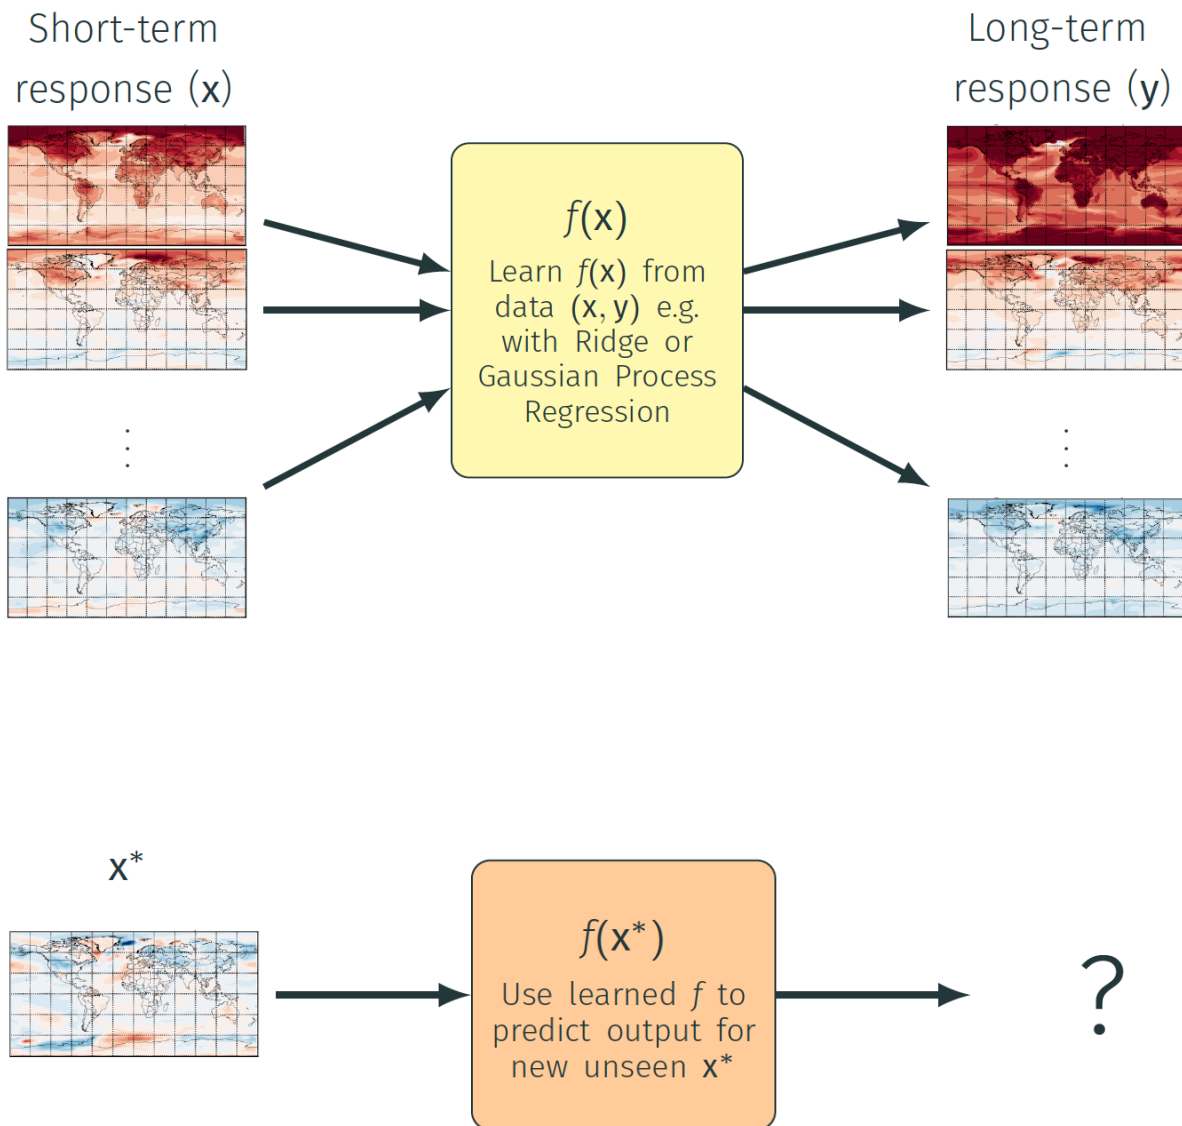 Short-term
response (x)
Long-term
response (y)
f(x)
Learn f(x) from
data (x, y) e.g.
with Ridge or
Gaussian Process
Regression
x*
f(x*)
Use learned f to
predict output for
new unseen x*
?